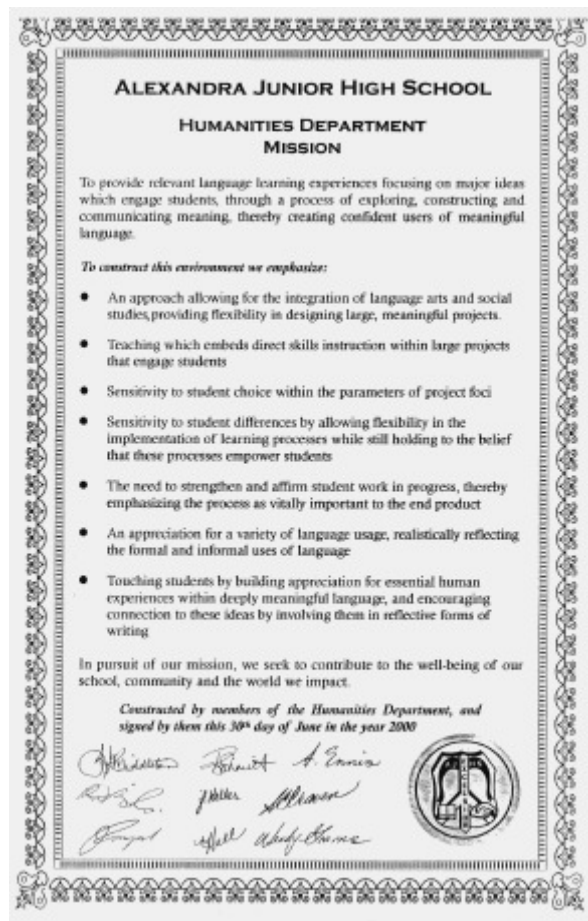 ALEXANDRA JUNIOR HIGH SCHOOL
HUMANITIES DEPARTMENT
MISSION
To provide relevant language learning experiences focusing on major ideas
which engage students, through a process of exploring, constructing and
communicating meaning, thereby creating confident users of meaningful
language.
To construct this environment we emphasize:
● An approach allowing for the integration of language arts and social
studies, providing flexibility in designing large, meaningful projects.
● Teaching which embeds direct skills instruction within large projects
that engage students
● Sensitivity to student choice within the parameters of project foci
● Sensitivity to student differences by allowing flexibility in the
implementation of learning processes while still holding to the belief
that these processes empower students
● The need to strengthen and affirm student work in progress, thereby
emphasizing the process as vitally important to the end product
● An appreciation for a variety of language usage, realistically reflecting
the formal and informal uses of language
● Touching students by building appreciation for essential human
experiences within deeply meaningful language, and encouraging
connection to these ideas by involving them in reflective forms of
writing
In pursuit of our mission, we seek to contribute to the well-being of our
school, community and the world we impact.
Constructed by members of the Humanities Department, and
signed by them this 30th day of June in the year 2000
A. Ennis